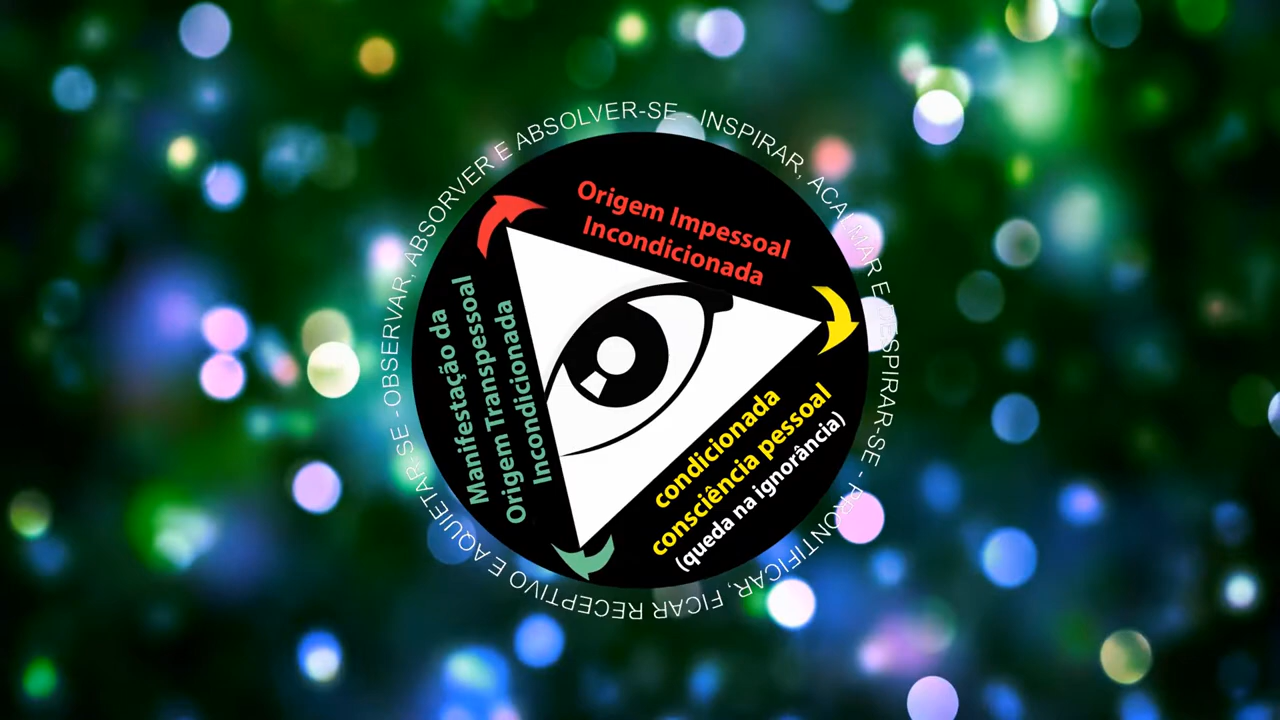 OBSERVAR, ABSORVER E ABSOLVER-SE - INSPIRAR, ACALMAR E RESPIRAR-SE - PRONTIFICAR, FICAR RECEPTIVO E AQUIETAR-SE -
Origem Impessoal
Incondicionada
condicionada
consciência pessoal
(queda na ignorância)
Manifestação da
Origem Transpessoal
Incondicionada